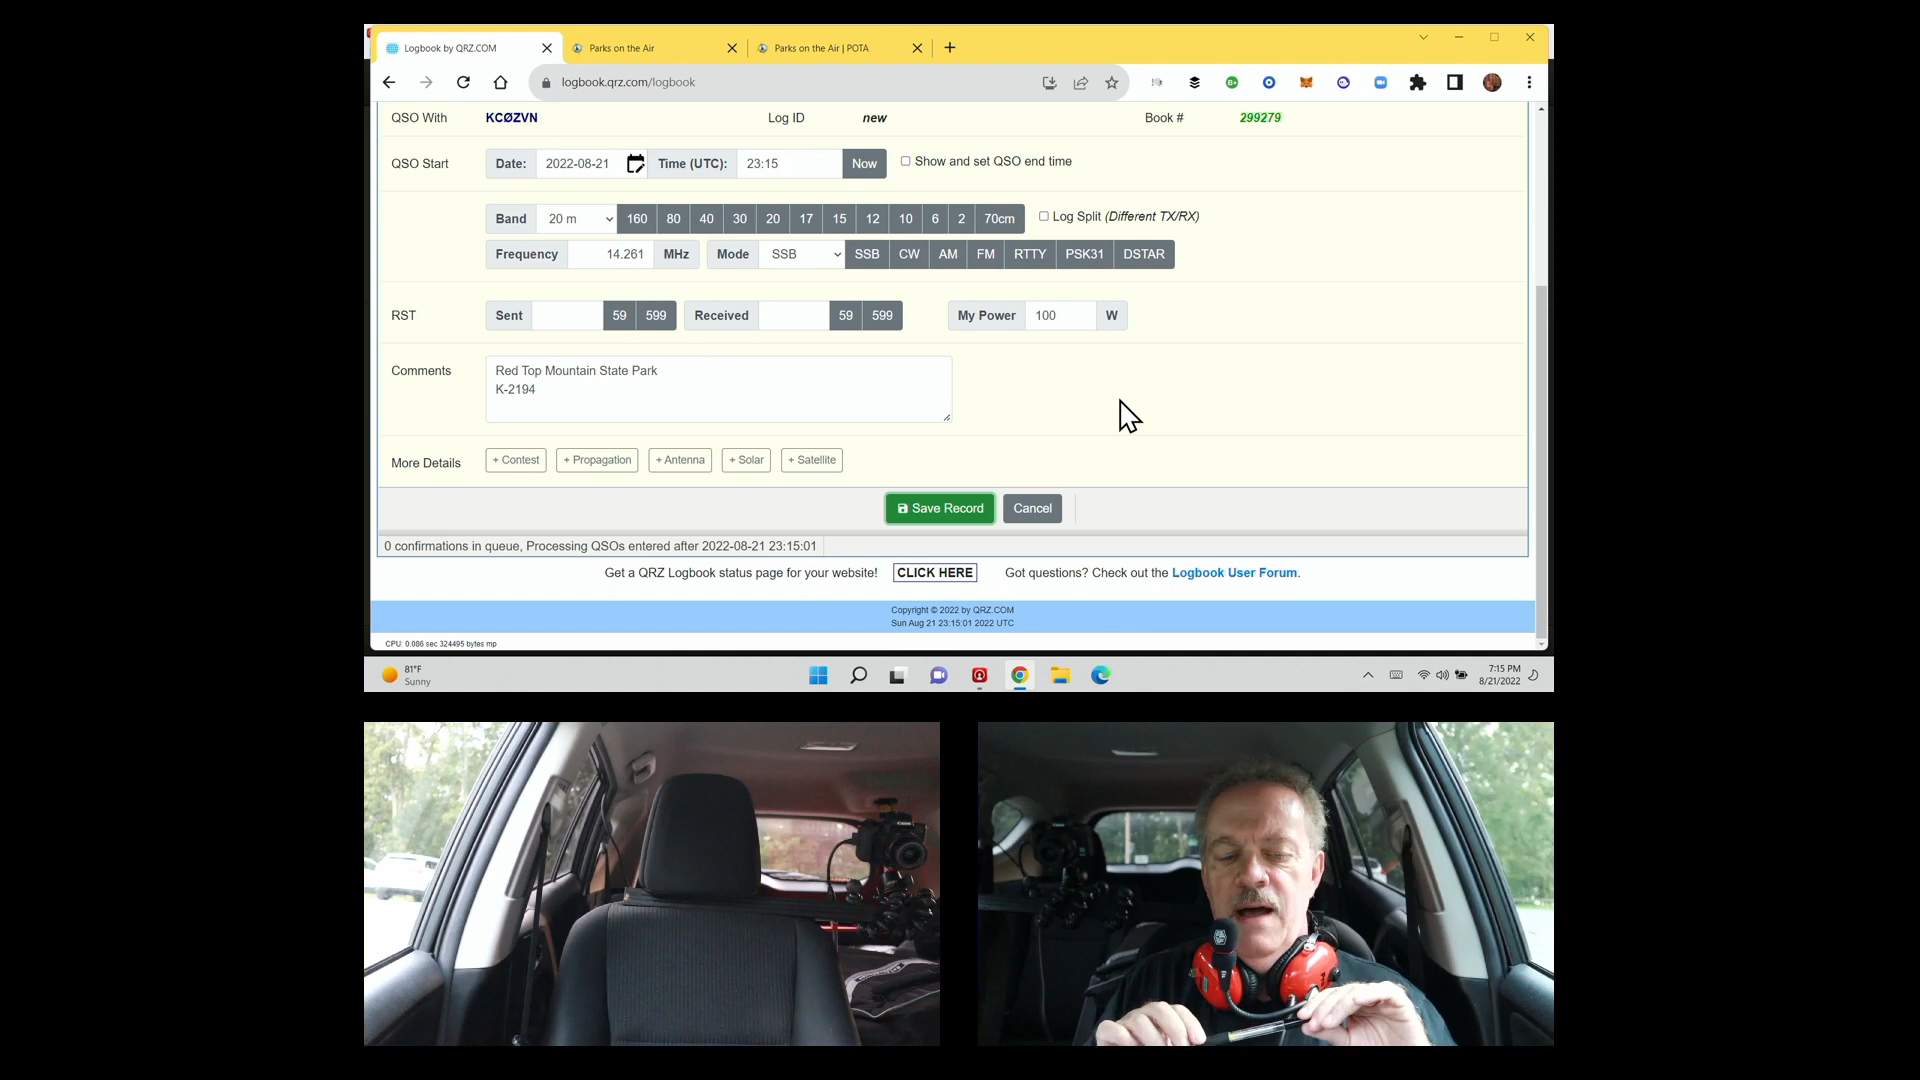 Logbook by QRZ.COM
Parks on the Air
Parks on the Air | POTA
logbook.qrz.com/logbook
QSO With KCØZVN Log ID new Book # 299279
QSO Start Date: 2022-08-21 Time (UTC): 23:15 Now Show and set QSO end time
Band 20 m 160 80 40 30 20 17 15 12 10 6 2 70cm Log Split (Different TX/RX)
Frequency 14.261 MHz Mode SSB SSB CW AM FM RTTY PSK31 DSTAR
RST Sent 59 599 Received 59 599 My Power 100 W
Comments Red Top Mountain State Park
K-2194
More Details + Contest + Propagation + Antenna + Solar + Satellite
Save Record Cancel
0 confirmations in queue, Processing QSOs entered after 2022-08-21 23:15:01
Get a QRZ Logbook status page for your website! CLICK HERE Got questions? Check out the Logbook User Forum.
Copyright © 2022 by QRZ.COM
Sun Aug 21 23:15:01 2022 UTC
CPU: 0.086 sec 324495 bytes mp
81°F
Sunny
7:15 PM
8/21/2022
Canon